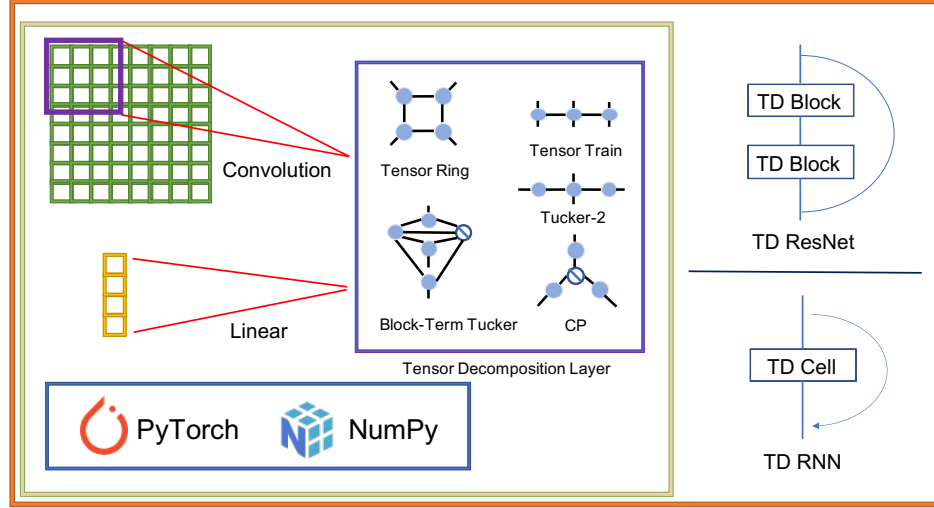 Convolution
Tensor Ring
Tensor Train
Tucker-2
Linear
Block-Term Tucker
CP
Tensor Decomposition Layer
PyTorch
NumPy
TD Block
TD Block
TD ResNet
TD Cell
TD RNN